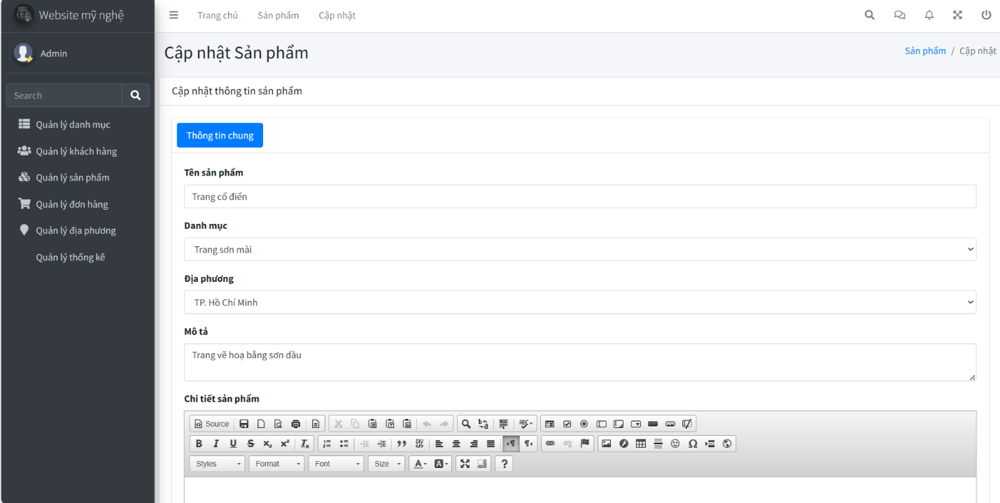 Website mỹ nghệ
Trang chủ Sản phẩm Cập nhật
Admin
Cập nhật Sản phẩm
Sản phẩm / Cập nhật
Search
Quản lý danh mục
Quản lý khách hàng
Quản lý sản phẩm
Quản lý đơn hàng
Quản lý địa phương
Quản lý thống kê
Cập nhật thông tin sản phẩm
Thông tin chung
Tên sản phẩm
Trang cổ điển
Danh mục
Trang sơn mài
Địa phương
TP. Hồ Chí Minh
Mô tả
Trang vẽ hoạ bằng sơn dầu
Chi tiết sản phẩm
Source
Styles Format Font Size